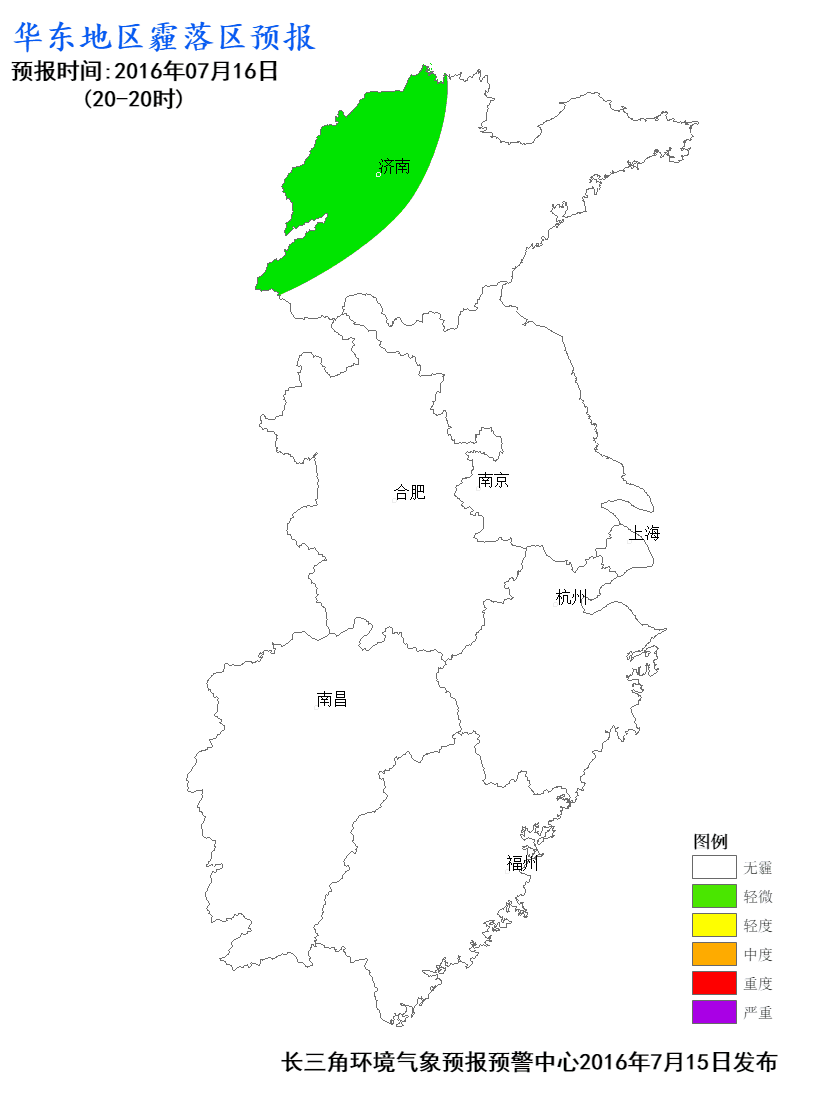 华东地区霾落区预报
预报时间:2016年07月16日
(20-20时)
济南
南京
合肥
上海
杭州
南昌
福州
图例
无霾
轻微
轻度
中度
重度
严重
长三角环境气象预报预警中心2016年7月15日发布